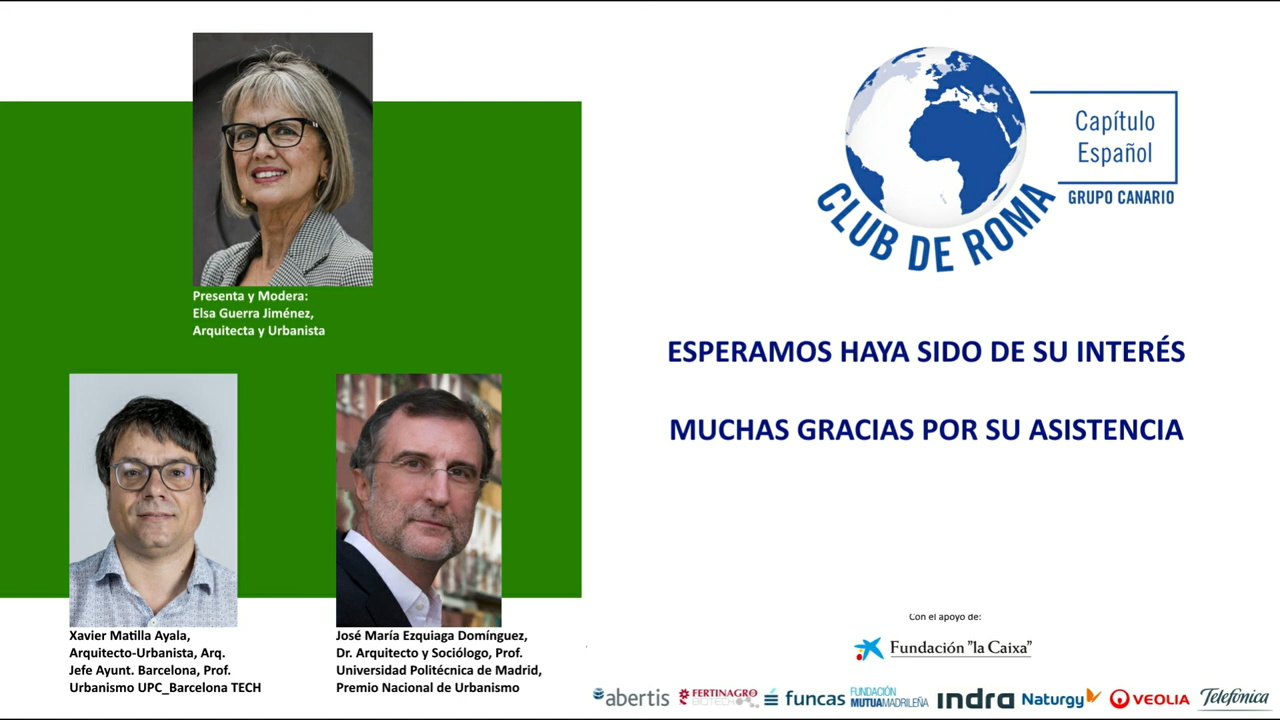 Presenta y Modera:
Elsa Guerra Jiménez,
Arquitecta y Urbanista
Xavier Matilla Ayala,
Arquitecto-Urbanista, Arq.
Jefe Ayunt. Barcelona, Prof.
Urbanismo UPC_Barcelona TECH
José María Ezquiaga Domínguez,
Dr. Arquitecto y Sociólogo, Prof.
Universidad Politécnica de Madrid,
Premio Nacional de Urbanismo
CLUB DE ROMA
Capítulo
Español
GRUPO CANARIO
ESPERAMOS HAYA SIDO DE SU INTERÉS
MUCHAS GRACIAS POR SU ASISTENCIA
Con el apoyo de:
Fundación "la Caixa"
abertis
FERTINAGRO
BIOTECH
funcas
FUNDACIÓN
MUTUAMADRILEÑA
indra
Naturgy
VEOLIA
Telefónica